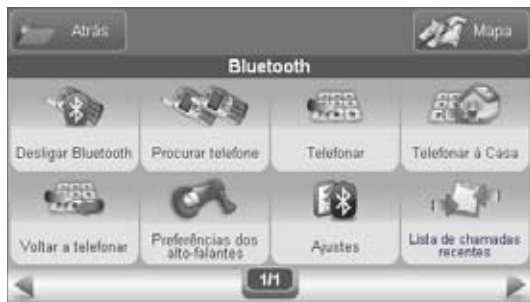 Atrás
Mapa
Bluetooth
Desligar Bluetooth
Procurar telefone
Telefonar
Telefonar à Casa
Voltar a telefonar
Preferências dos
alto-falantes
Ajustes
Lista de chamadas
recentes
1/1